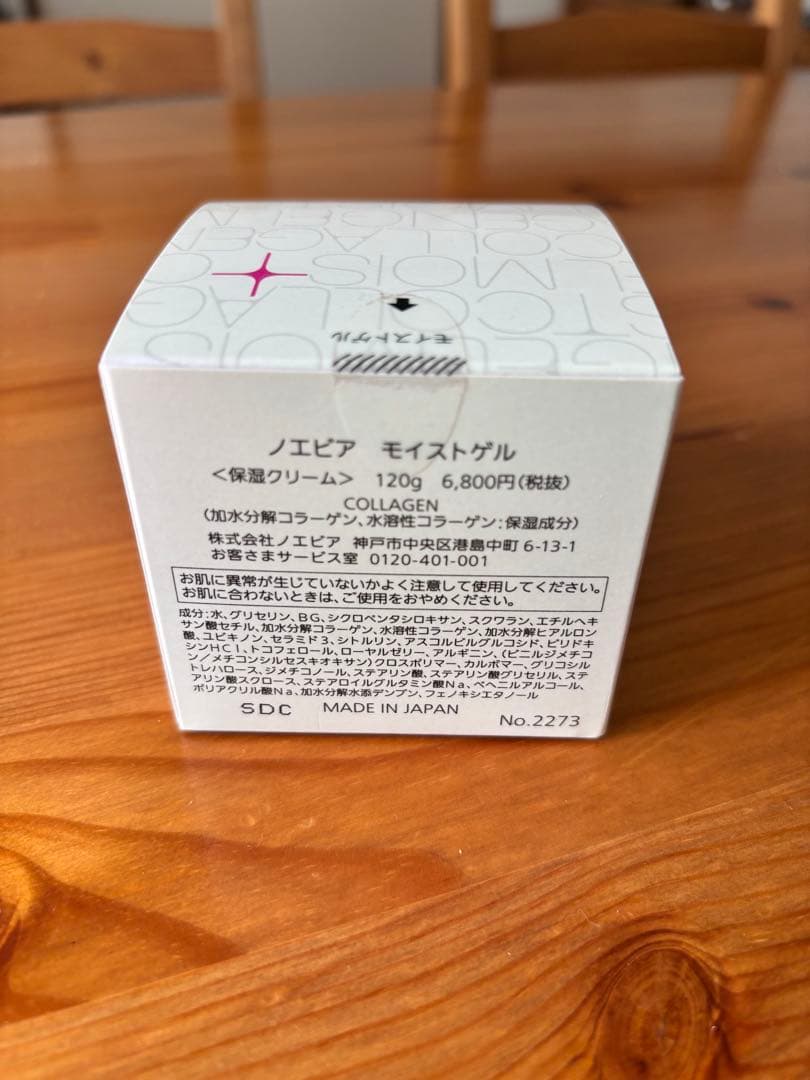 モイストゲル
ノエビア モイストゲル
<保湿クリーム> 120g 6,800円(税抜)
COLLAGEN
(加水分解コラーゲン、水溶性コラーゲン:保湿成分)
株式会社ノエビア 神戸市中央区港島中町 6-13-1
お客さまサービス室 0120-401-001
お肌に異常が生じていないかよく注意して使用してください。
お肌に合わないときは、ご使用をおやめください。
成分:水、グリセリン、BG、シクロペンタシロキサン、スクワラン、エチルヘキ
サン酸セチル、加水分解コラーゲン、水溶性コラーゲン、加水分解ヒアルロン
酸、ユビキノン、セラミド3、シトルリン、アスコルビルグルコシド、ピリドキ
シンHCl、トコフェロール、ローヤルゼリー、アルギニン、(ビニルジメチコ
ン/メチコンシルセスキオキサン)クロスポリマー、カルボマー、グリコシル
トレハロース、ジメチコノール、ステアリン酸、ステアリン酸グリセリル、ステ
アリン酸スクロース、ステアロイルグルタミン酸Na、ベヘニルアルコール、
ポリアクリル酸Na、加水分解水添デンプン、フェノキシエタノール
SDC MADE IN JAPAN No.2273